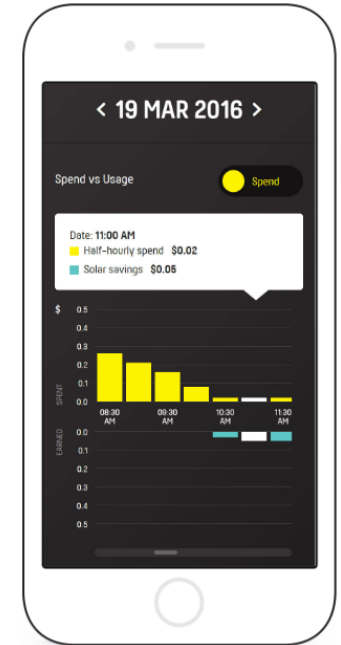 < 19 MAR 2016 >
Spend vs Usage
Spend
Date: 11:00 AM
Half-hourly spend $0.02
Solar savings $0.05
$ 0.5
0.4
0.3
0.2
0.1
0.0
SPENT
08:30 AM
09:30 AM
10:30 AM
11:30 AM
EARNED
0.0
0.1
0.2
0.3
0.4
0.5